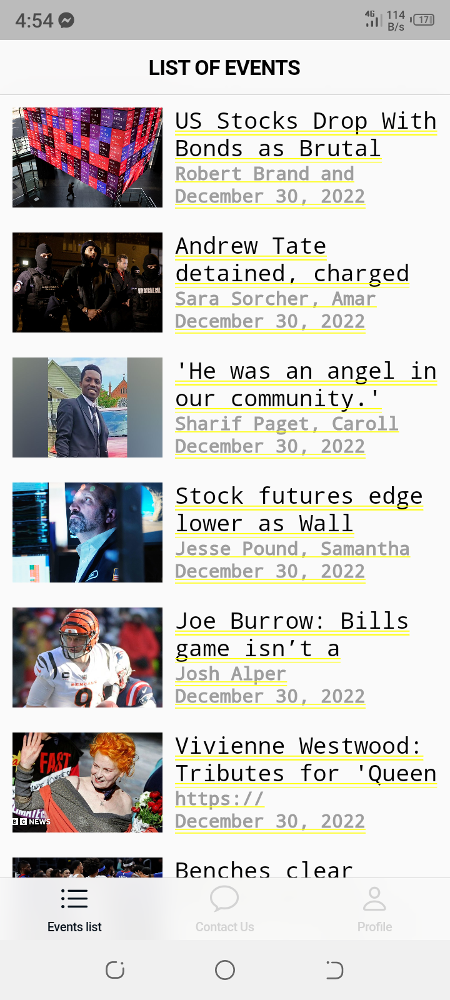 4:54
4G
114
B/s
17
LIST OF EVENTS
US Stocks Drop With
Bonds as Brutal
Robert Brand and
December 30, 2022
Andrew Tate
detained, charged
Sara Sorcher, Amar
December 30, 2022
'He was an angel in
our community.'
Sharif Paget, Caroll
December 30, 2022
Stock futures edge
lower as Wall
Jesse Pound, Samantha
December 30, 2022
Joe Burrow: Bills
game isn’t a
Josh Alper
December 30, 2022
BENGALS
9
C
Vivienne Westwood:
Tributes for 'Queen
https://
December 30, 2022
FAST
BBC NEWS
Benches clear
Events list
Contact Us
Profile